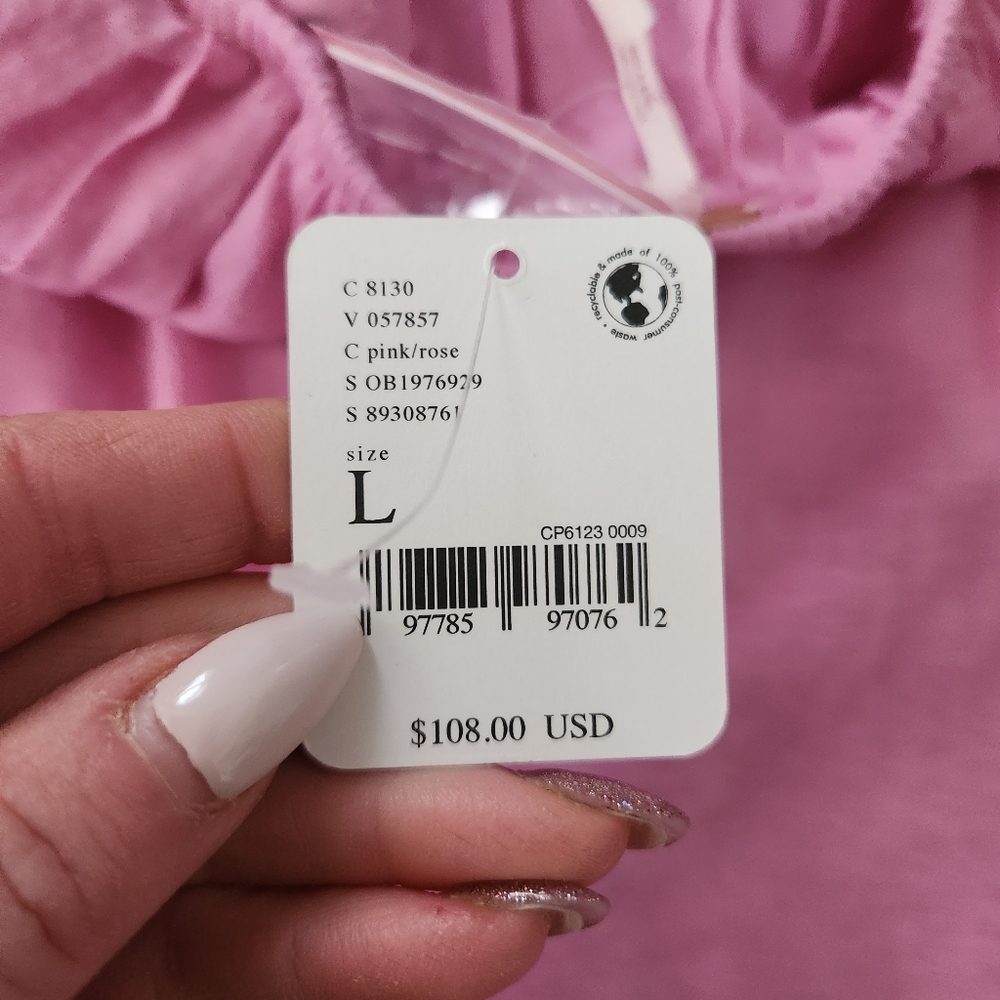 C 8130
V 057857
C pink/rose
S OB1976929
S 89308761
size
L
recyclable & made of 100% post-consumer waste •
CP6123 0009
97785 97076 2
$108.00 USD